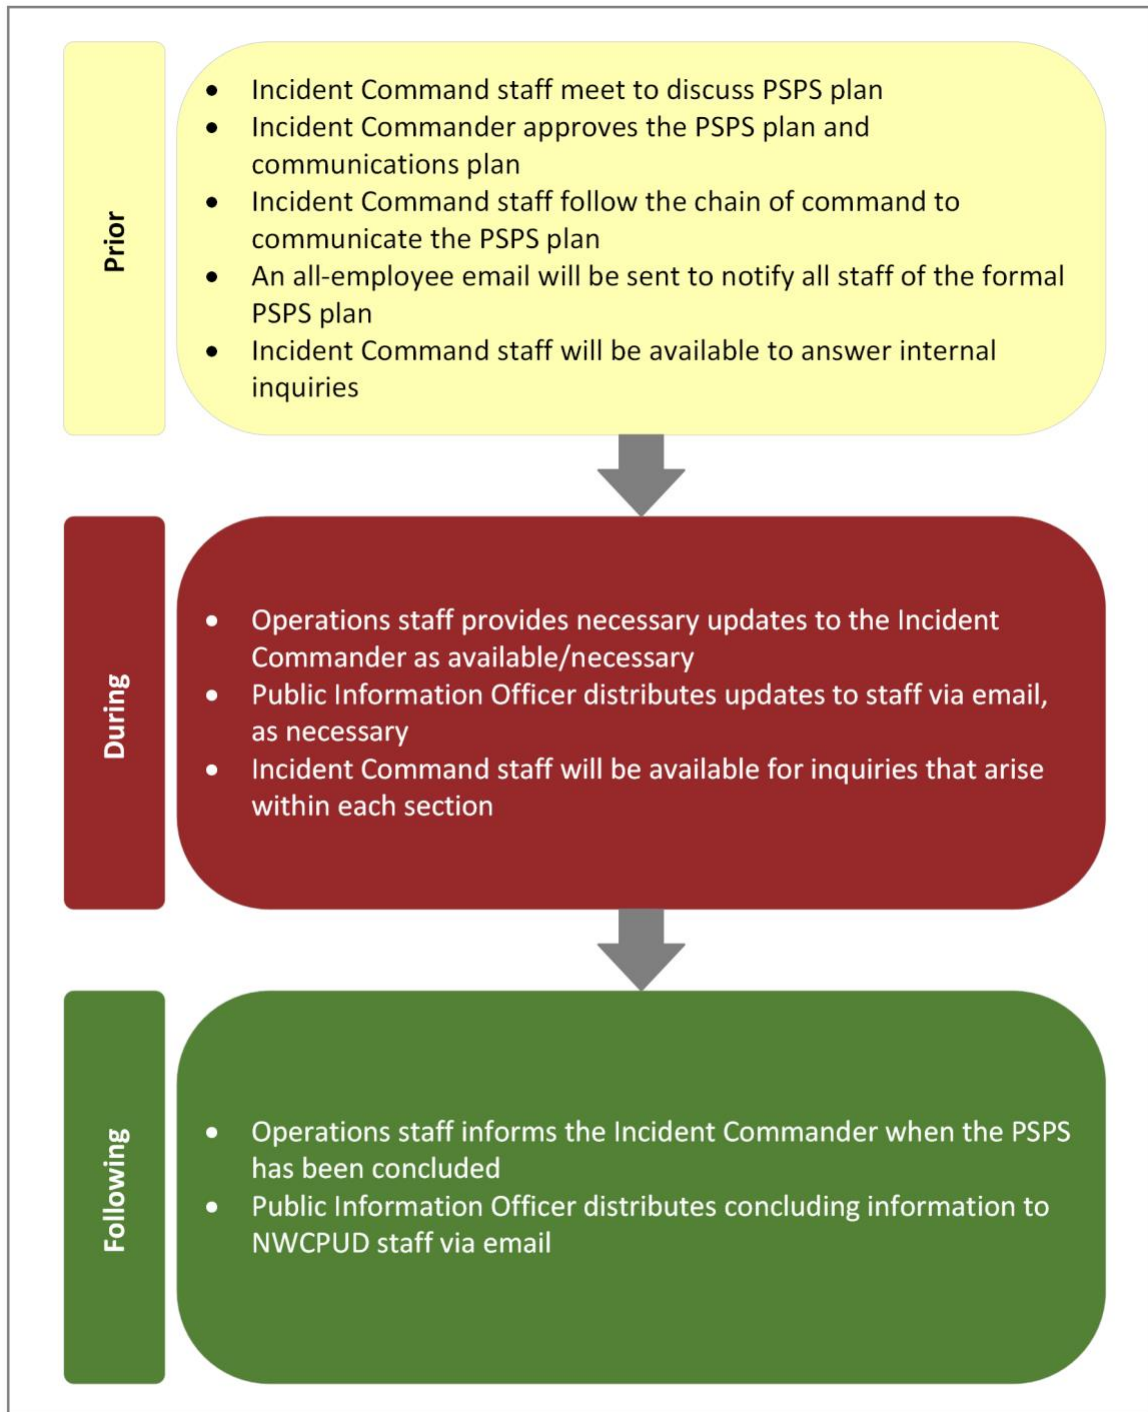 Prior
• Incident Command staff meet to discuss PSPS plan
• Incident Commander approves the PSPS plan and
communications plan
• Incident Command staff follow the chain of command to
communicate the PSPS plan
• An all-employee email will be sent to notify all staff of the formal
PSPS plan
• Incident Command staff will be available to answer internal
inquiries
During
• Operations staff provides necessary updates to the Incident
Commander as available/necessary
• Public Information Officer distributes updates to staff via email,
as necessary
• Incident Command staff will be available for inquiries that arise
within each section
Following
• Operations staff informs the Incident Commander when the PSPS
has been concluded
• Public Information Officer distributes concluding information to
NWCPUD staff via email